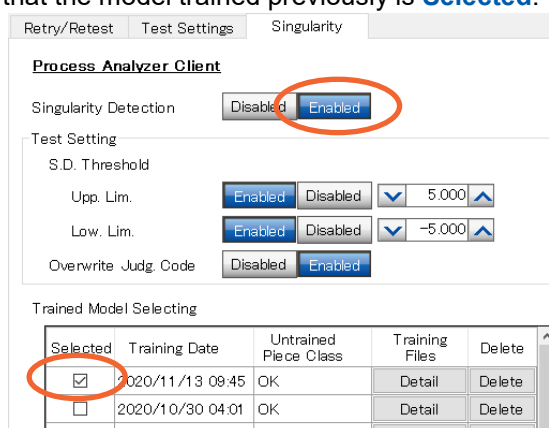 that the model trained previously is Selected.
Retry/Retest Test Settings Singularity
Process Analyzer Client
Singularity Detection Disabled Enabled
Test Setting
S.D. Threshold
Upp. Lim. Enabled Disabled 5.000
Low. Lim. Enabled Disabled -5.000
Overwrite Judg. Code Disabled Enabled
Trained Model Selecting
Selected Training Date Untrained Piece Class Training Files Delete
2020/11/13 09:45 OK Detail Delete
2020/10/30 04:01 OK Detail Delete